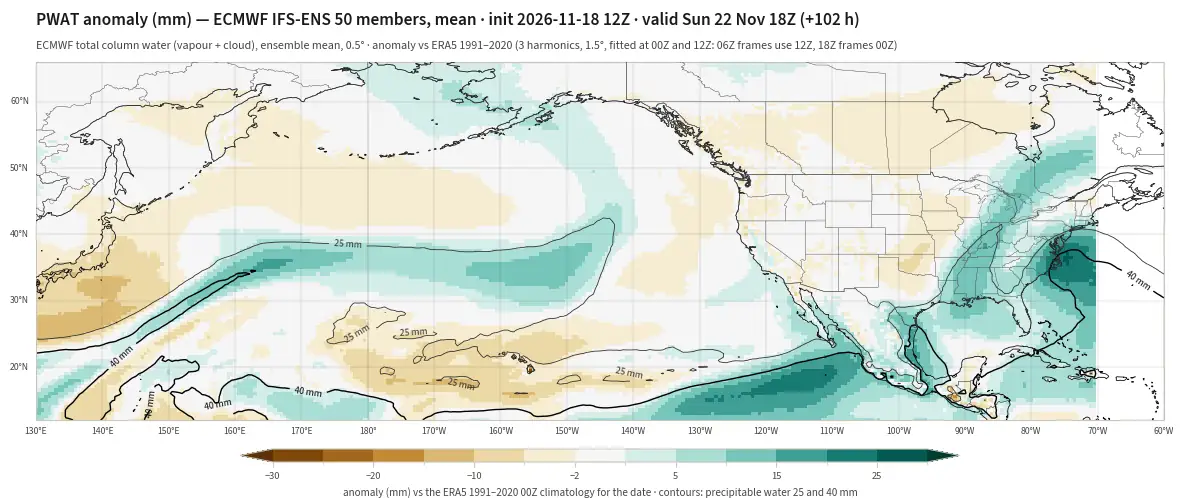 PWAT anomaly (mm) — ECMWF IFS-ENS 50 members, mean · init 2026-11-18 12Z · valid Sun 22 Nov 18Z (+102 h)
ECMWF total column water (vapour + cloud), ensemble mean, 0.5° · anomaly vs ERA5 1991–2020 (3 harmonics, 1.5°, fitted at 00Z and 12Z: 06Z frames use 12Z, 18Z frames 00Z)
60°N
50°N
40°N
30°N
20°N
25 mm
40 mm
25 mm
25 mm
40 mm
25 mm
25 mm
40 mm
40 mm
40 mm
130°E 140°E 150°E 160°E 170°E 180° 170°W 160°W 150°W 140°W 130°W 120°W 110°W 100°W 90°W 80°W 70°W 60°W
−30 −20 −10 −2 5 15 25
anomaly (mm) vs the ERA5 1991–2020 00Z climatology for the date · contours: precipitable water 25 and 40 mm